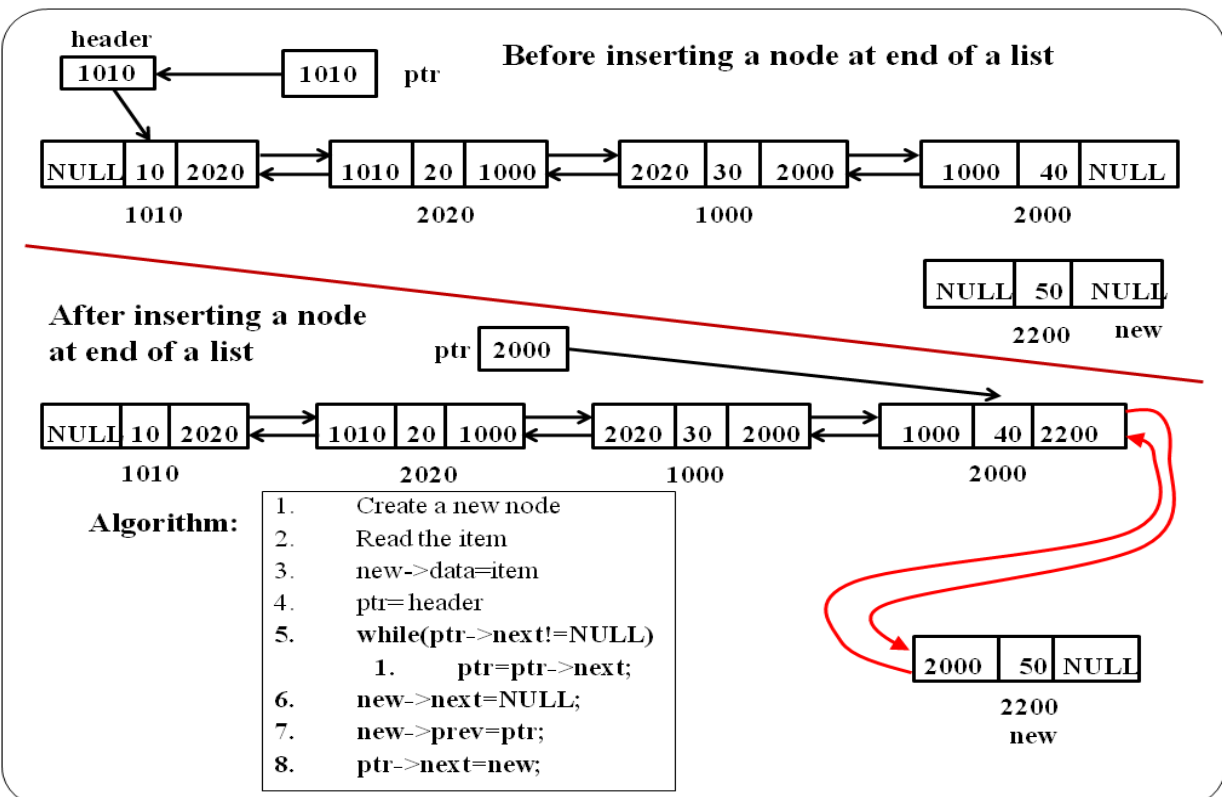 header
Before inserting a node at end of a list
1010
1010 ptr
NULL 10 2020 1010 20 1000 2020 30 2000 1000 40 NULL
1010 2020 1000 2000
NULL 50 NULL
2200 new
After inserting a node
at end of a list
ptr 2000
NULL 10 2020 1010 20 1000 2020 30 2000 1000 40 2200
1010 2020 1000 2000
Algorithm:
1. Create a new node
2. Read the item
3. new->data=item
4. ptr=header
5. while(ptr->next!=NULL)
1. ptr=ptr->next;
6. new->next=NULL;
7. new->prev=ptr;
8. ptr->next=new;
2000 50 NULL
2200
new